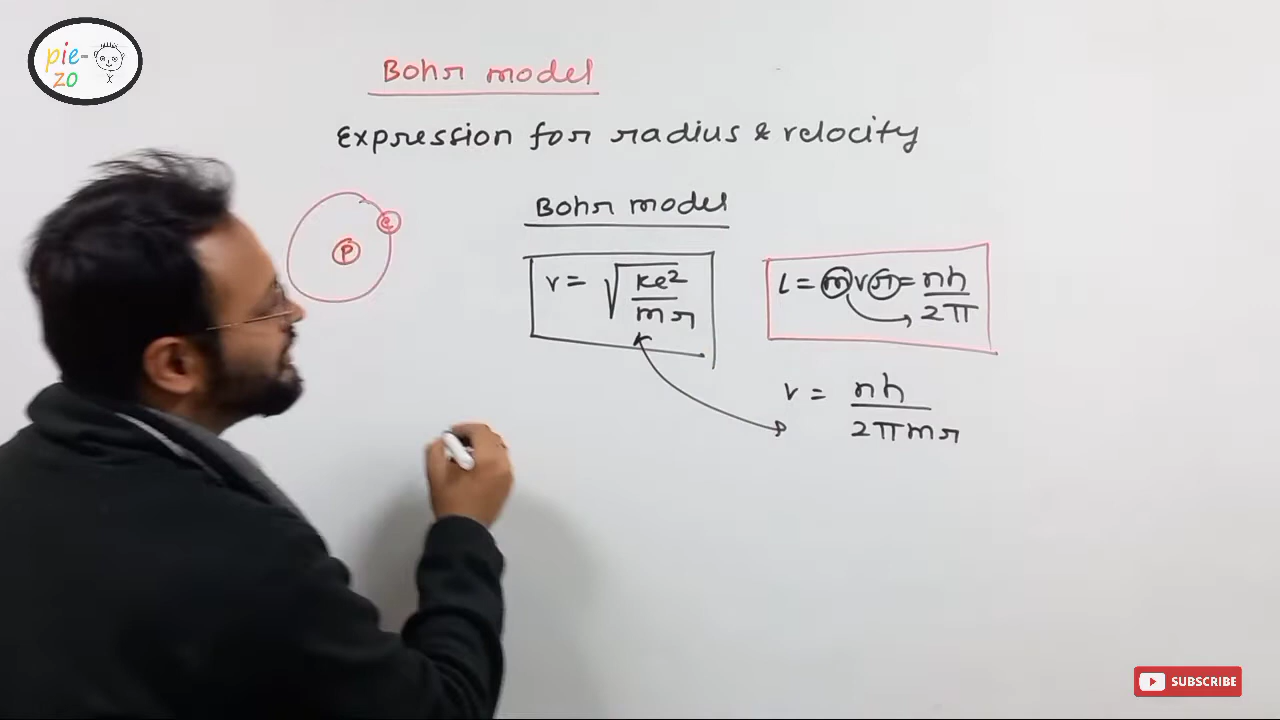 pie-
zo
Bohr model
Expression for radius & velocity
e
P
Bohr model
v = √(ke²/mr)
L = mvr = nh/2π
v = nh/2πmr
SUBSCRIBE